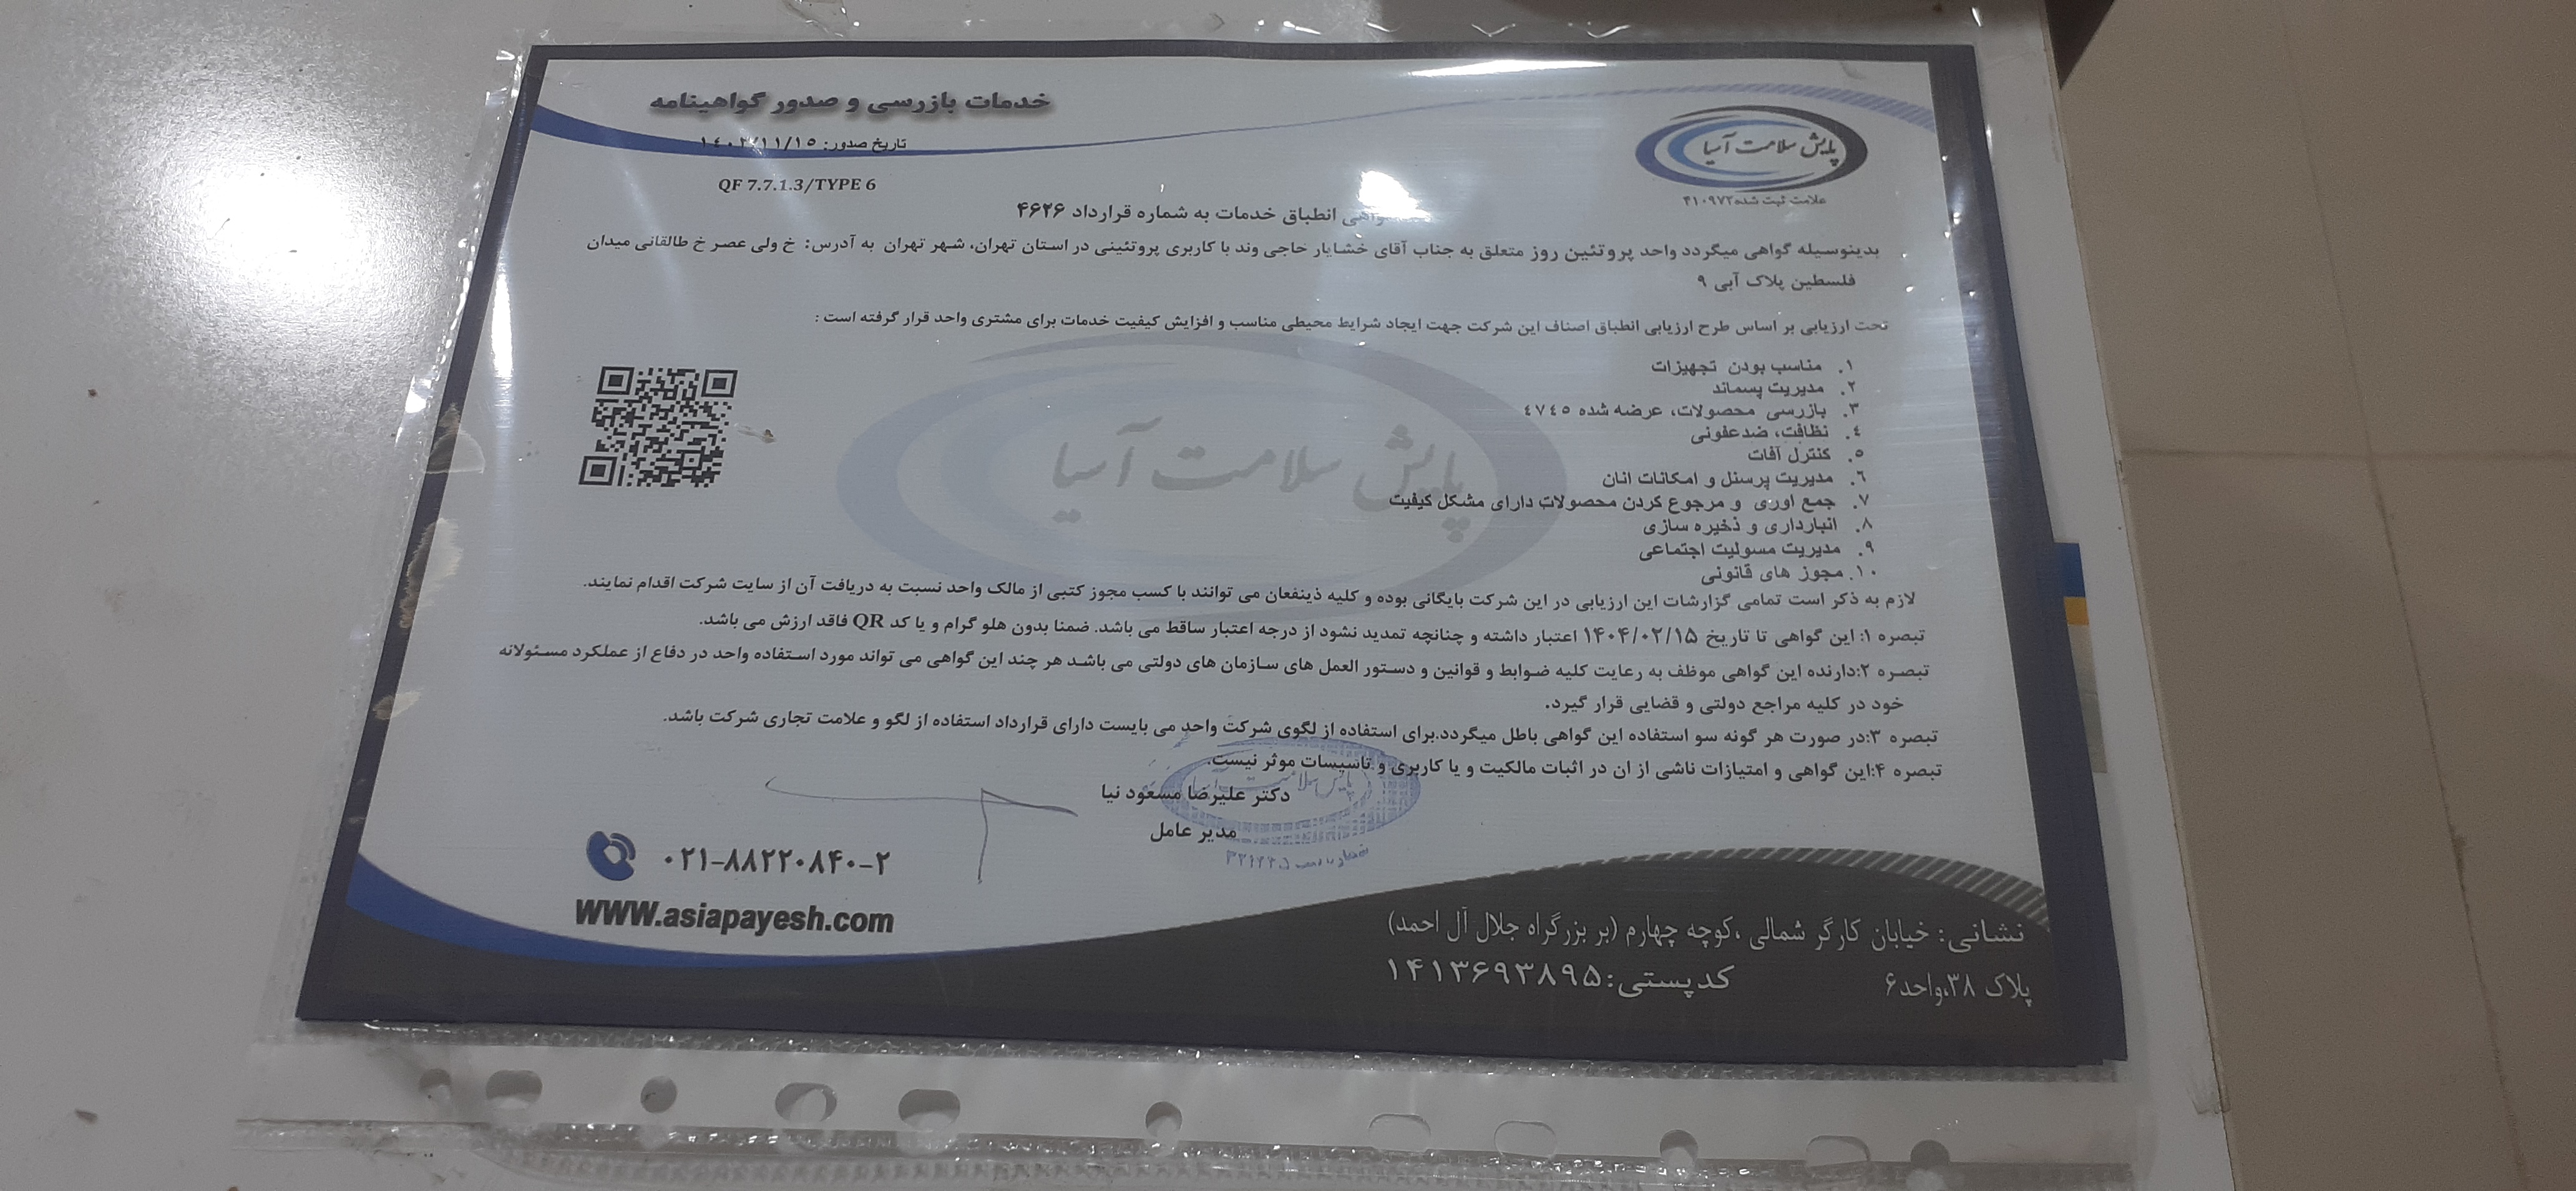 خدمات بازرسی و صدور گواهینامه
تاریخ صدور: ۱٤۰۳/۱۱/۱٥
QF 7.7.1.3/TYPE 6
پایش سلامت آسیا
علامت ثبت شده۳۱۰۹۷۲
گواهی انطباق خدمات به شماره قرارداد ۴۶۲۶
بدینوسیله گواهی میگردد واحد پروتئین روز متعلق به جناب آقای خشایار حاجی وند با کاربری پروتئینی در استان تهران، شهر تهران به آدرس: خ ولی عصر خ طالقانی میدان
فلسطین پلاک آبی ۹
تحت ارزیابی بر اساس طرح ارزیابی انطباق اصناف این شرکت جهت ایجاد شرایط محیطی مناسب و افزایش کیفیت خدمات برای مشتری واحد قرار گرفته است :
۱. مناسب بودن تجهیزات
۲. مدیریت پسماند
۳. بازرسی محصولات، عرضه شده ٤٧٤٥
٤. نظافت، ضدعفونی
٥. کنترل آفات
٦. مدیریت پرسنل و امکانات انان
۷. جمع اوری و مرجوع کردن محصولات دارای مشکل کیفیت
۸. انبارداری و ذخیره سازی
۹. مدیریت مسولیت اجتماعی
۱۰. مجوز های قانونی
پایش سلامت آسیا
لازم به ذکر است تمامی گزارشات این ارزیابی در این شرکت بایگانی بوده و کلیه ذینفعان می توانند با کسب مجوز کتبی از مالک واحد نسبت به دریافت آن از سایت شرکت اقدام نمایند.
تبصره ۱: این گواهی تا تاریخ ۱۴۰۴/۰۲/۱۵ اعتبار داشته و چنانچه تمدید نشود از درجه اعتبار ساقط می باشد. ضمنا بدون هلو گرام و یا کد QR فاقد ارزش می باشد.
تبصره ۲:دارنده این گواهی موظف به رعایت کلیه ضوابط و قوانین و دستور العمل های سازمان های دولتی می باشد هر چند این گواهی می تواند مورد استفاده واحد در دفاع از عملکرد مسئولانه
خود در کلیه مراجع دولتی و قضایی قرار گیرد.
تبصره ۳:در صورت هر گونه سو استفاده این گواهی باطل میگردد.برای استفاده از لگوی شرکت واحد می بایست دارای قرارداد استفاده از لگو و علامت تجاری شرکت باشد.
تبصره ۴:این گواهی و امتیازات ناشی از ان در اثبات مالکیت و یا کاربری و تاسیسات موثر نیست.
پایش سلامت آسیا
دکتر علیرضا مسعود نیا
مدیر عامل
۰۲۱-۸۸۲۲۰۸۴۰-۲
WWW.asiapayesh.com
نشانی: خیابان کارگر شمالی ،کوچه چهارم (بر بزرگراه جلال آل احمد)
پلاک ۳۸،واحد۶
کدپستی:۱۴۱۳۶۹۳۸۹۵